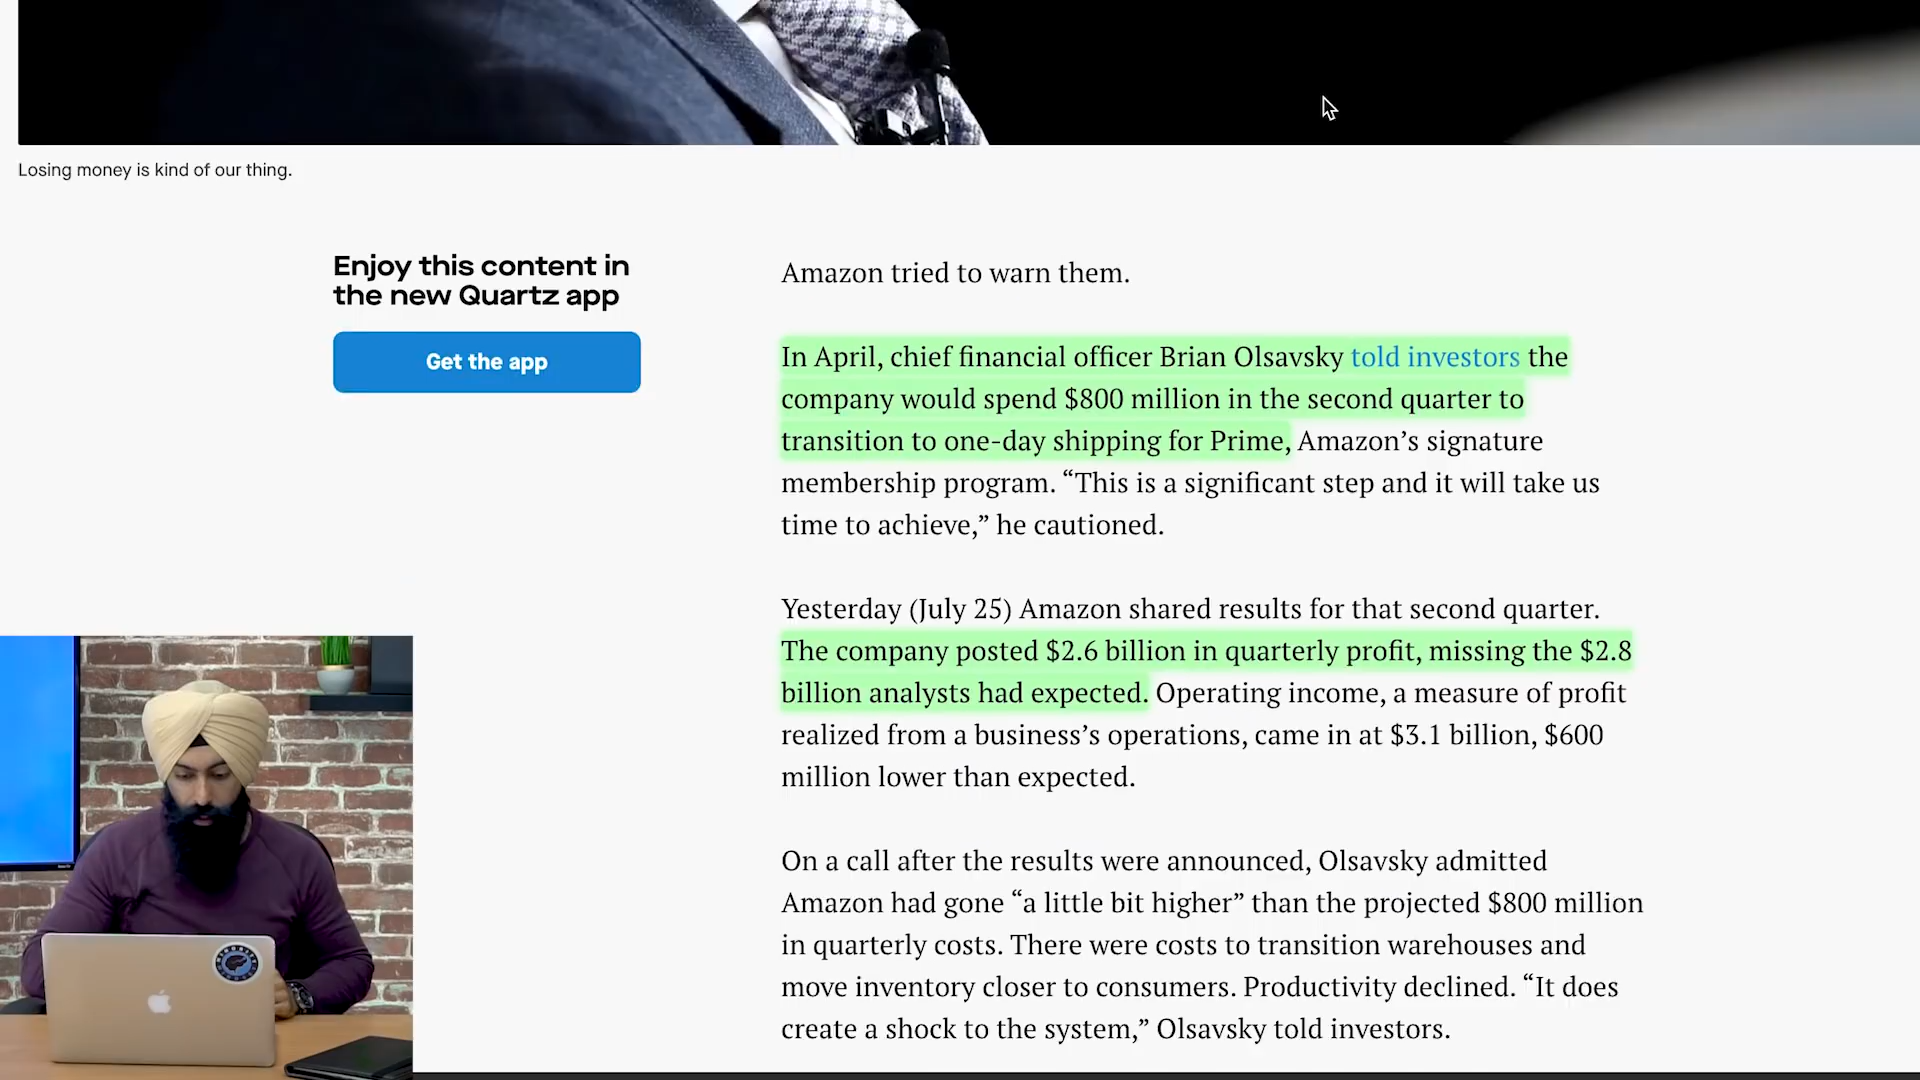 Losing money is kind of our thing.
Enjoy this content in
the new Quartz app
Get the app
Amazon tried to warn them.
In April, chief financial officer Brian Olsavsky told investors the
company would spend $800 million in the second quarter to
transition to one-day shipping for Prime, Amazon’s signature
membership program. “This is a significant step and it will take us
time to achieve,” he cautioned.
Yesterday (July 25) Amazon shared results for that second quarter.
The company posted $2.6 billion in quarterly profit, missing the $2.8
billion analysts had expected. Operating income, a measure of profit
realized from a business’s operations, came in at $3.1 billion, $600
million lower than expected.
On a call after the results were announced, Olsavsky admitted
Amazon had gone “a little bit higher” than the projected $800 million
in quarterly costs. There were costs to transition warehouses and
move inventory closer to consumers. Productivity declined. “It does
create a shock to the system,” Olsavsky told investors.